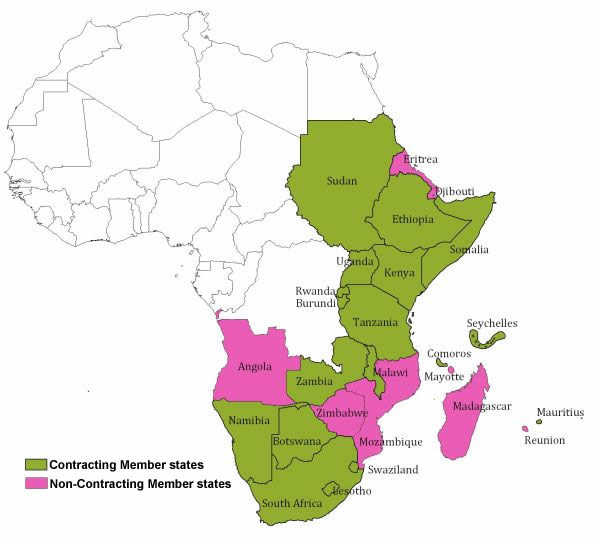 Eritrea
Sudan
Djibouti
Ethiopia
Somalia
Uganda
Kenya
Rwanda
Burundi
Tanzania
Seychelles
Comoros
Angola
Malawi
Mayotte
Zambia
Madagascar
Zimbabwe
Mauritius
Namibia
Reunion
Botswana
Mozambique
Contracting Member states
Swaziland
Non-Contracting Member states
Lesotho
South Africa